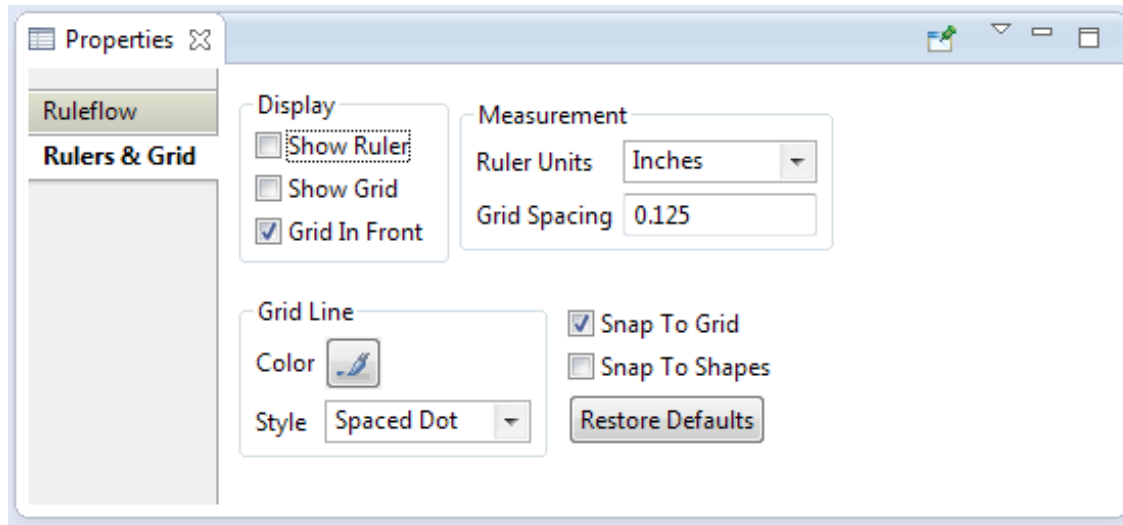 Properties
Ruleflow
Rulers & Grid
Display
Show Ruler
Show Grid
Grid In Front
Measurement
Ruler Units Inches
Grid Spacing 0.125
Grid Line
Color
Style Spaced Dot
Snap To Grid
Snap To Shapes
Restore Defaults